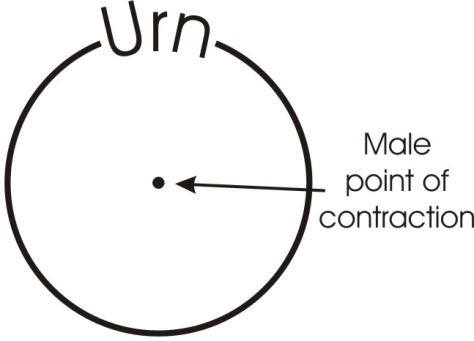 Urn
Male
point of
contraction